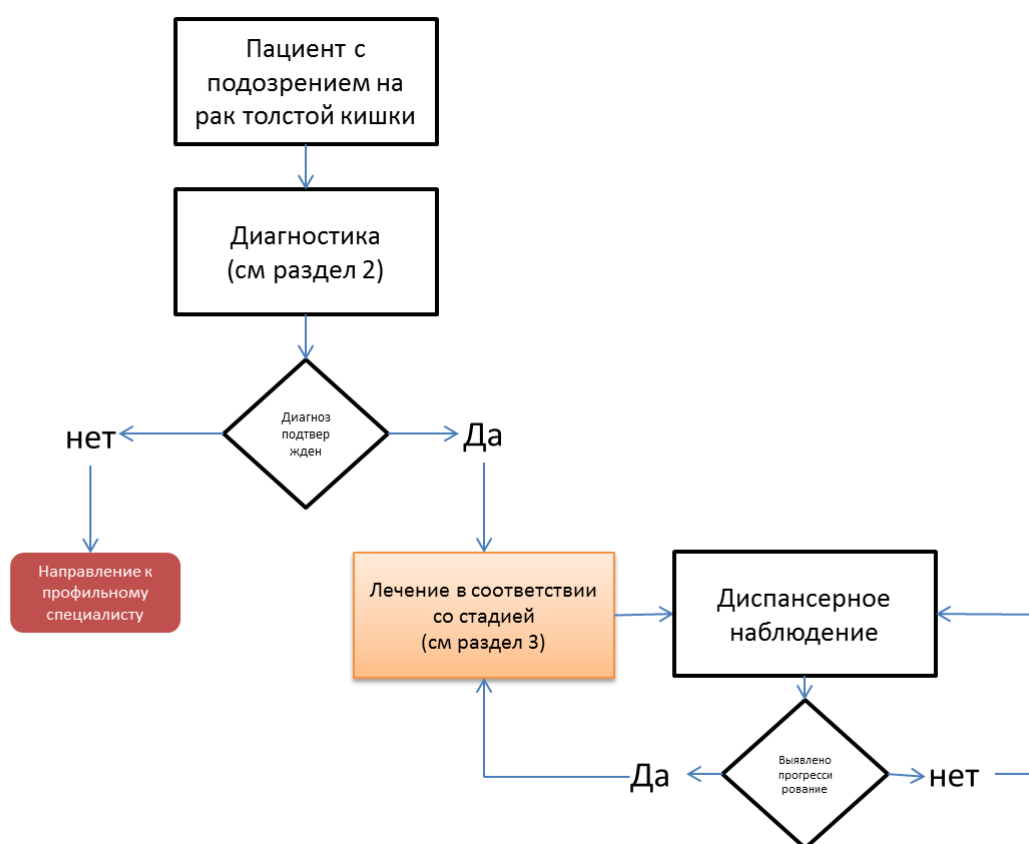 Пациент с
подозрением на
рак толстой кишки
Диагностика
(см раздел 2)
Диагноз
подтвер
жден
нет
Да
Направление к
профильному
специалисту
Лечение в соответствии
со стадией
(см раздел 3)
Диспансерное
наблюдение
Выявлено
прогресси
рование
Да
нет